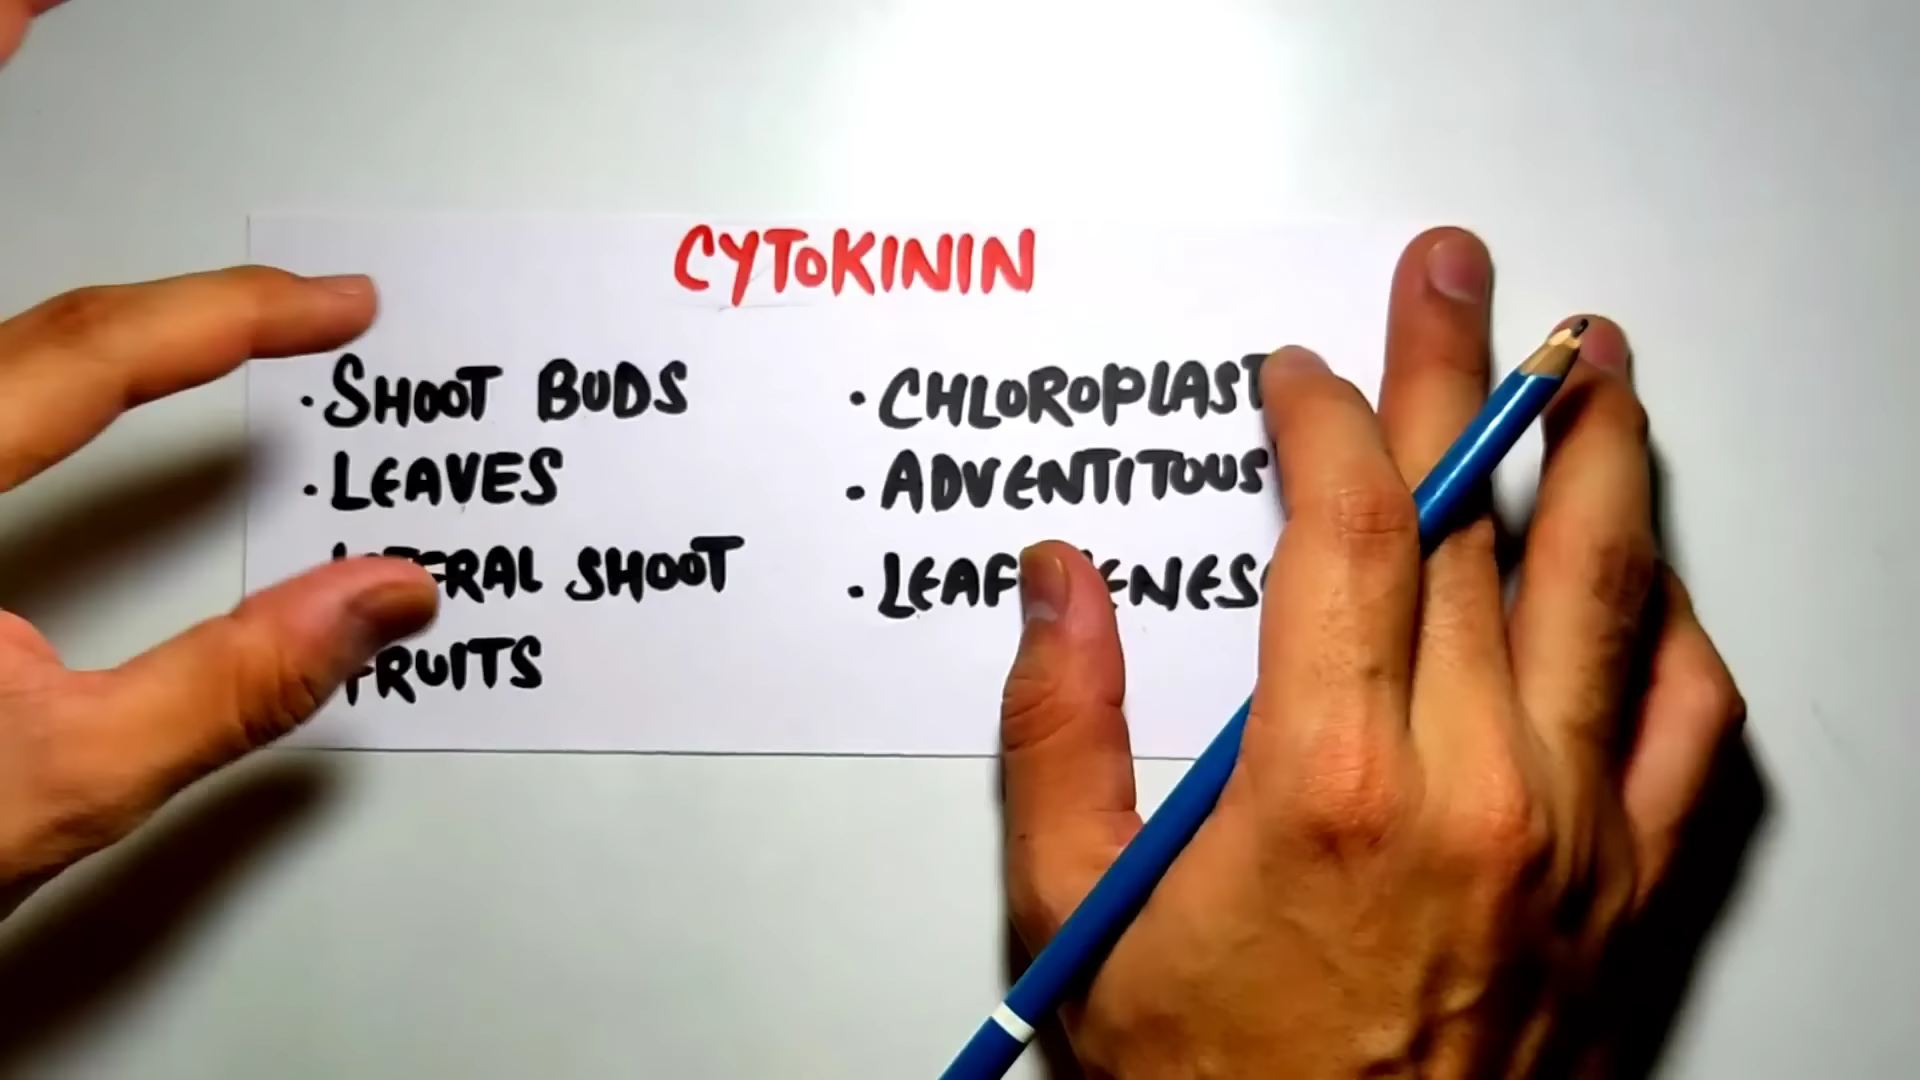 CYTOKININ
· SHOOT BUDS
· LEAVES
SHOOT
FRUITS
· CHLOROPLAST
· ADVENTITOUS